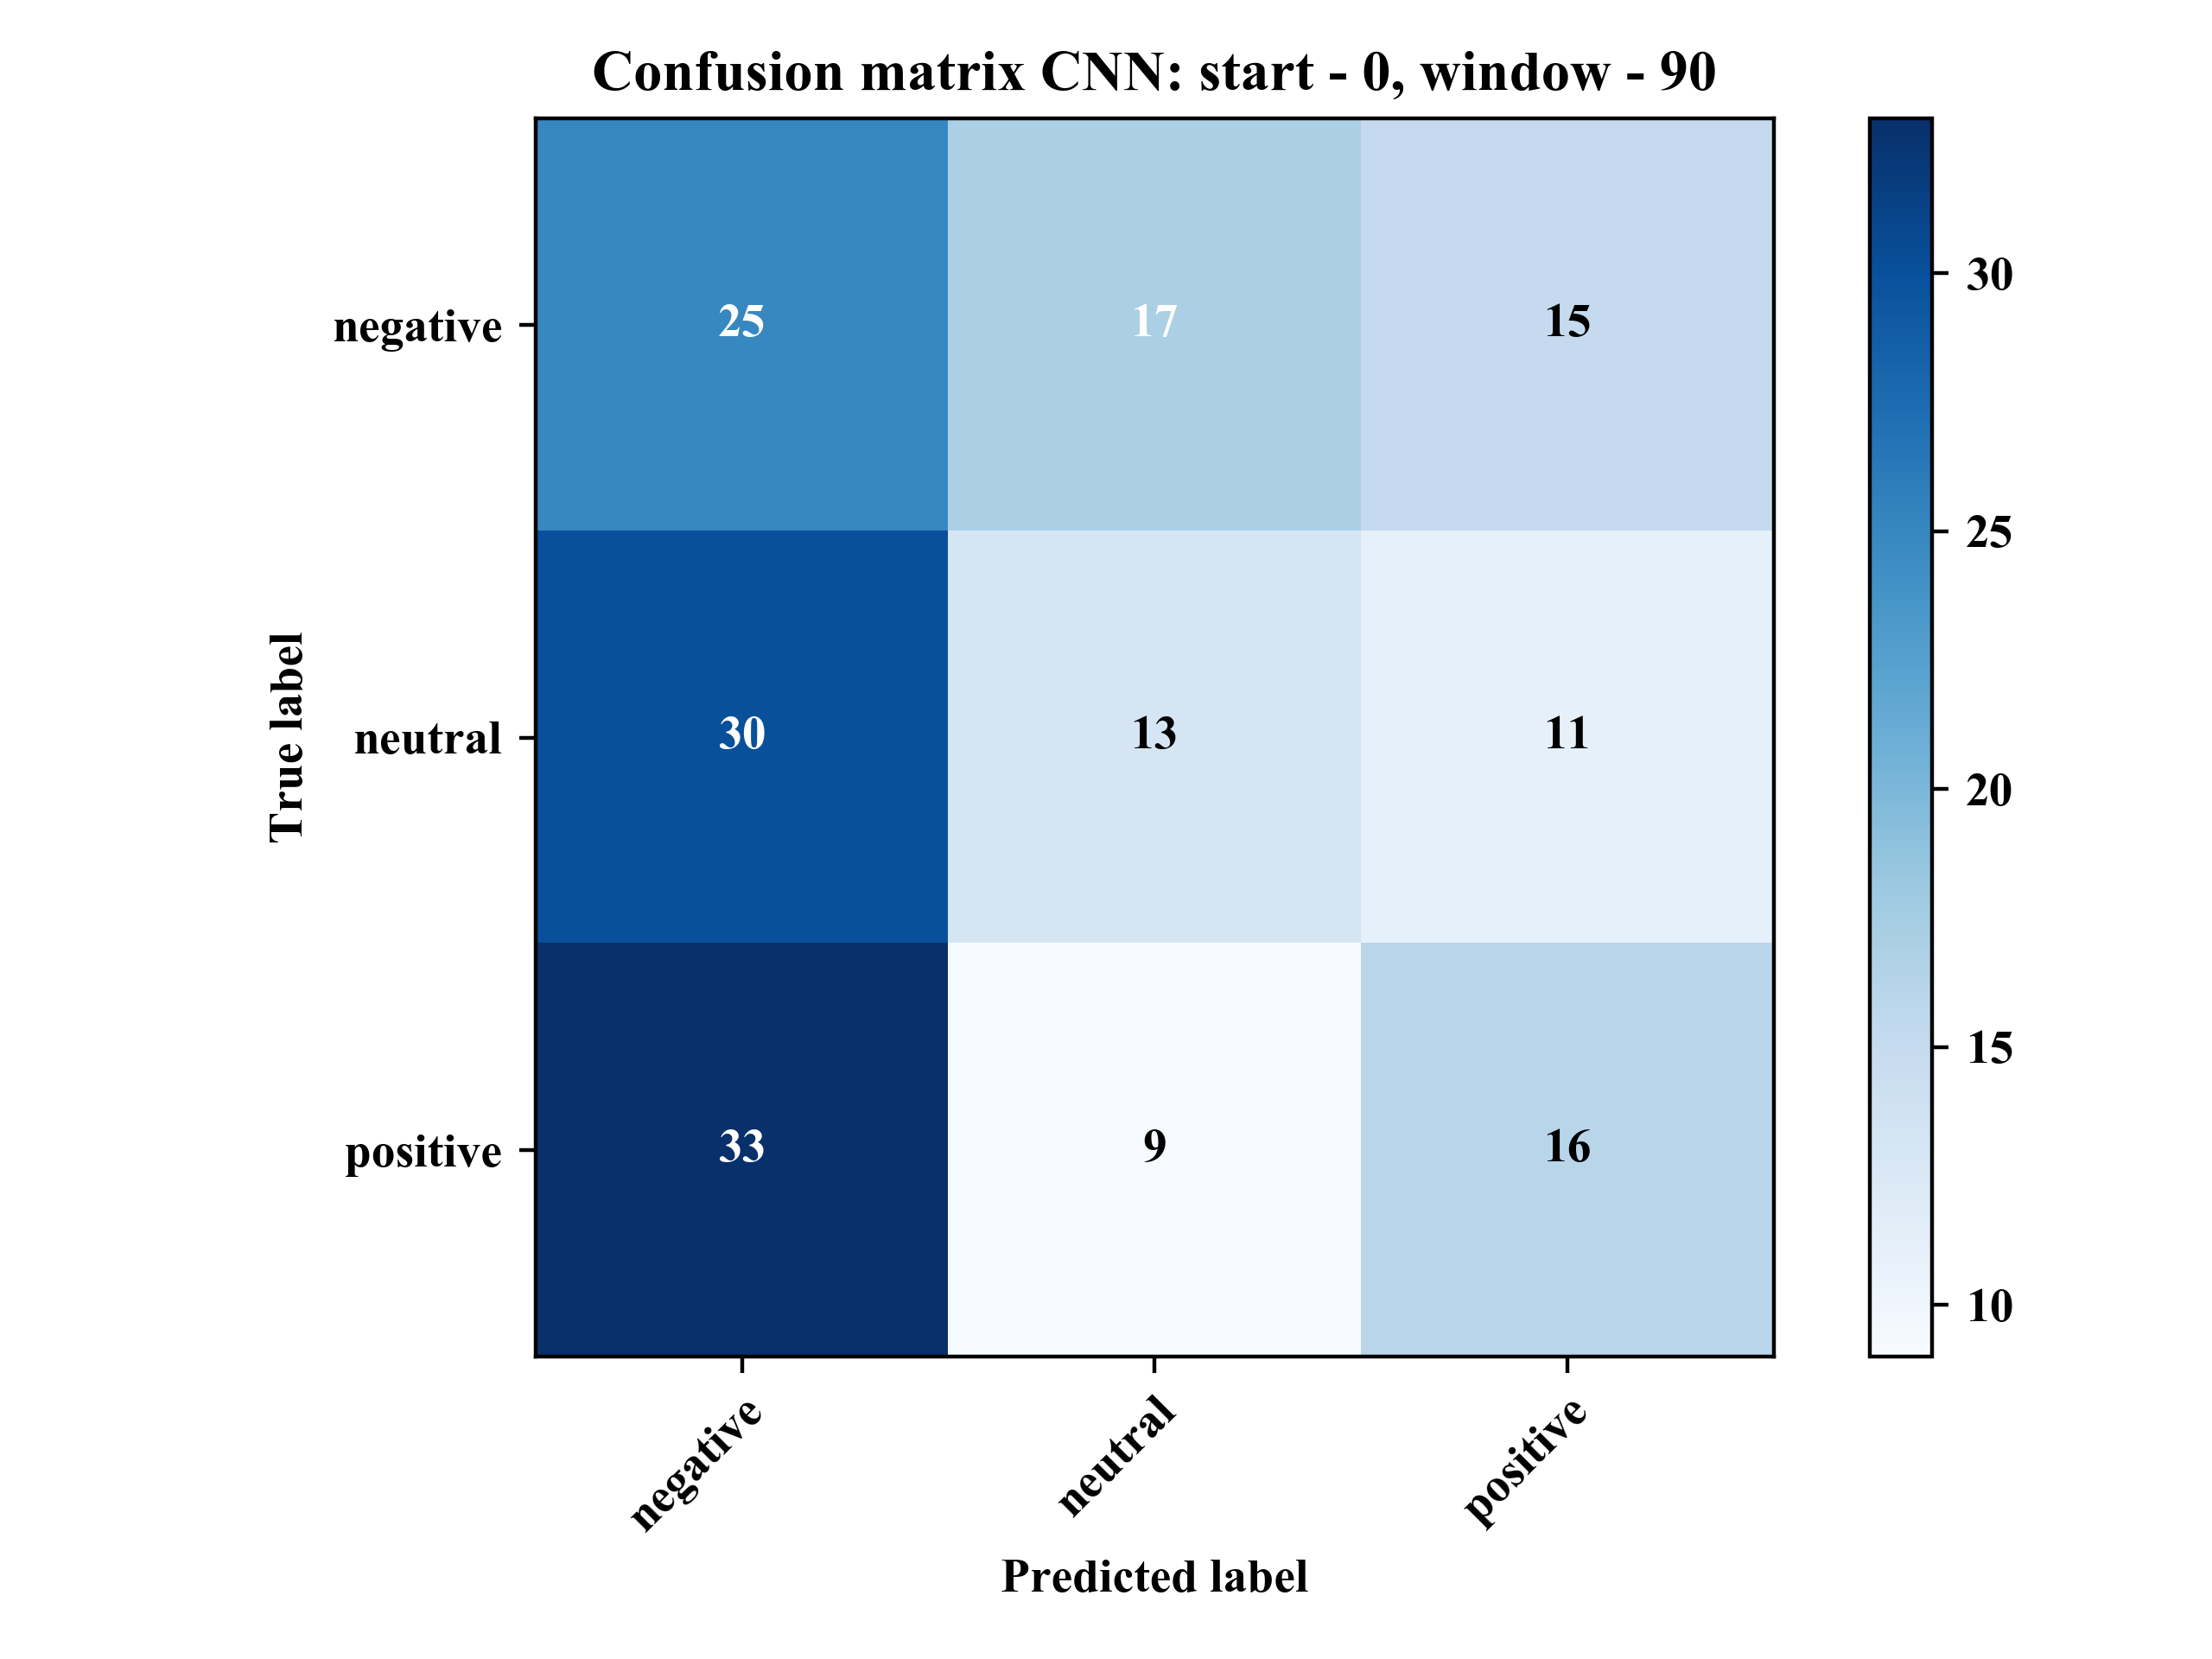 Confusion matrix CNN: start - 0, window - 90
True label
negative
25
17
15
neutral
30
13
11
positive
33
9
16
negative
neutral
positive
Predicted label
30
25
20
15
10